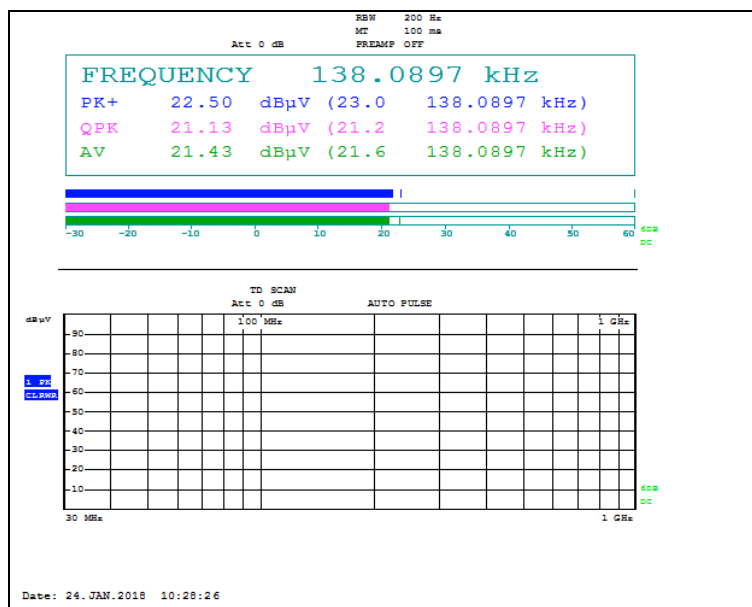 RBW 200 Hz
MT 100 ms
Att 0 dB PREAMP OFF
FREQUENCY 138.0897 kHz
PK+ 22.50 dBµV (23.0 138.0897 kHz)
QPK 21.13 dBµV (21.2 138.0897 kHz)
AV 21.43 dBµV (21.6 138.0897 kHz)
-30 -20 -10 0 10 20 30 40 50 60
6DB
DC
TD SCAN
Att 0 dB AUTO PULSE
dBµV
100 MHz 1 GHz
90
80
70
1 PK
60
CLRWR
50
40
30
20
10
6DB
DC
30 MHz 1 GHz
Date: 24.JAN.2018 10:28:26